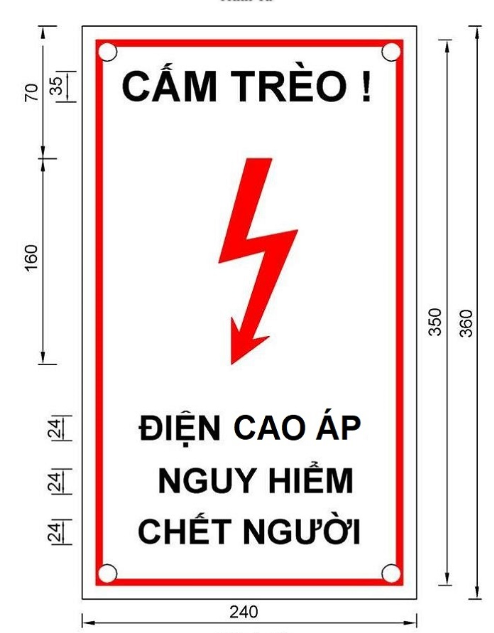 CẤM TRÈO !
70
35
160
350
360
ĐIỆN CAO ÁP
24
NGUY HIỂM
24
CHẾT NGƯỜI
24
240